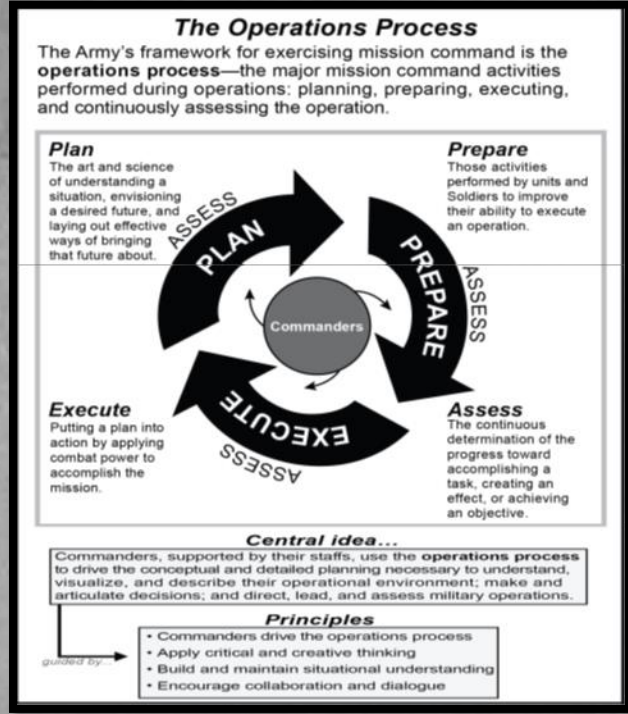 The Operations Process
The Army's framework for exercising mission command is the
operations process—the major mission command activities
performed during operations: planning, preparing, executing,
and continuously assessing the operation.
Plan
The art and science
of understanding a
situation, envisioning
a desired future, and
laying out effective
ways of bringing
that future about.
Prepare
Those activities
performed by units and
Soldiers to improve
their ability to execute
an operation.
ASSESS
PLAN
PREPARE
ASSESS
Commanders
EXECUTE
ASSESS
Execute
Putting a plan into
action by applying
combat power to
accomplish the
mission.
Assess
The continuous
determination of the
progress toward
accomplishing a
task, creating an
effect, or achieving
an objective.
Central idea...
Commanders, supported by their staffs, use the operations process
to drive the conceptual and detailed planning necessary to understand,
visualize, and describe their operational environment; make and
articulate decisions; and direct, lead, and assess military operations.
guided by...
Principles
• Commanders drive the operations process
• Apply critical and creative thinking
• Build and maintain situational understanding
• Encourage collaboration and dialogue